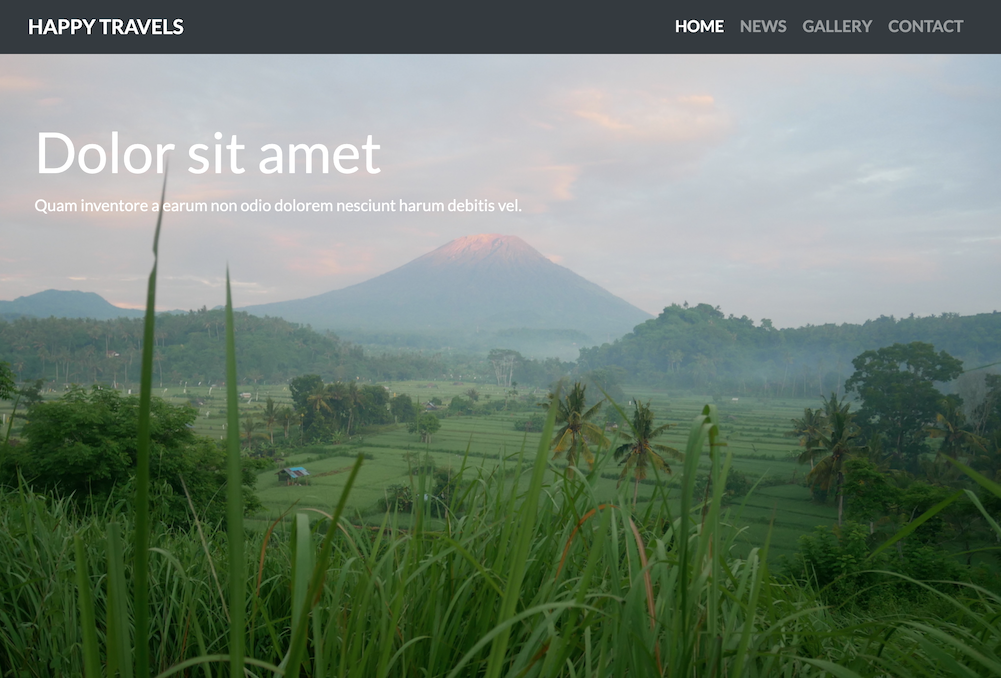 HAPPY TRAVELS
HOME NEWS GALLERY CONTACT
Dolor sit amet
Quam inventore a earum non odio dolorem nesciunt harum debitis vel.